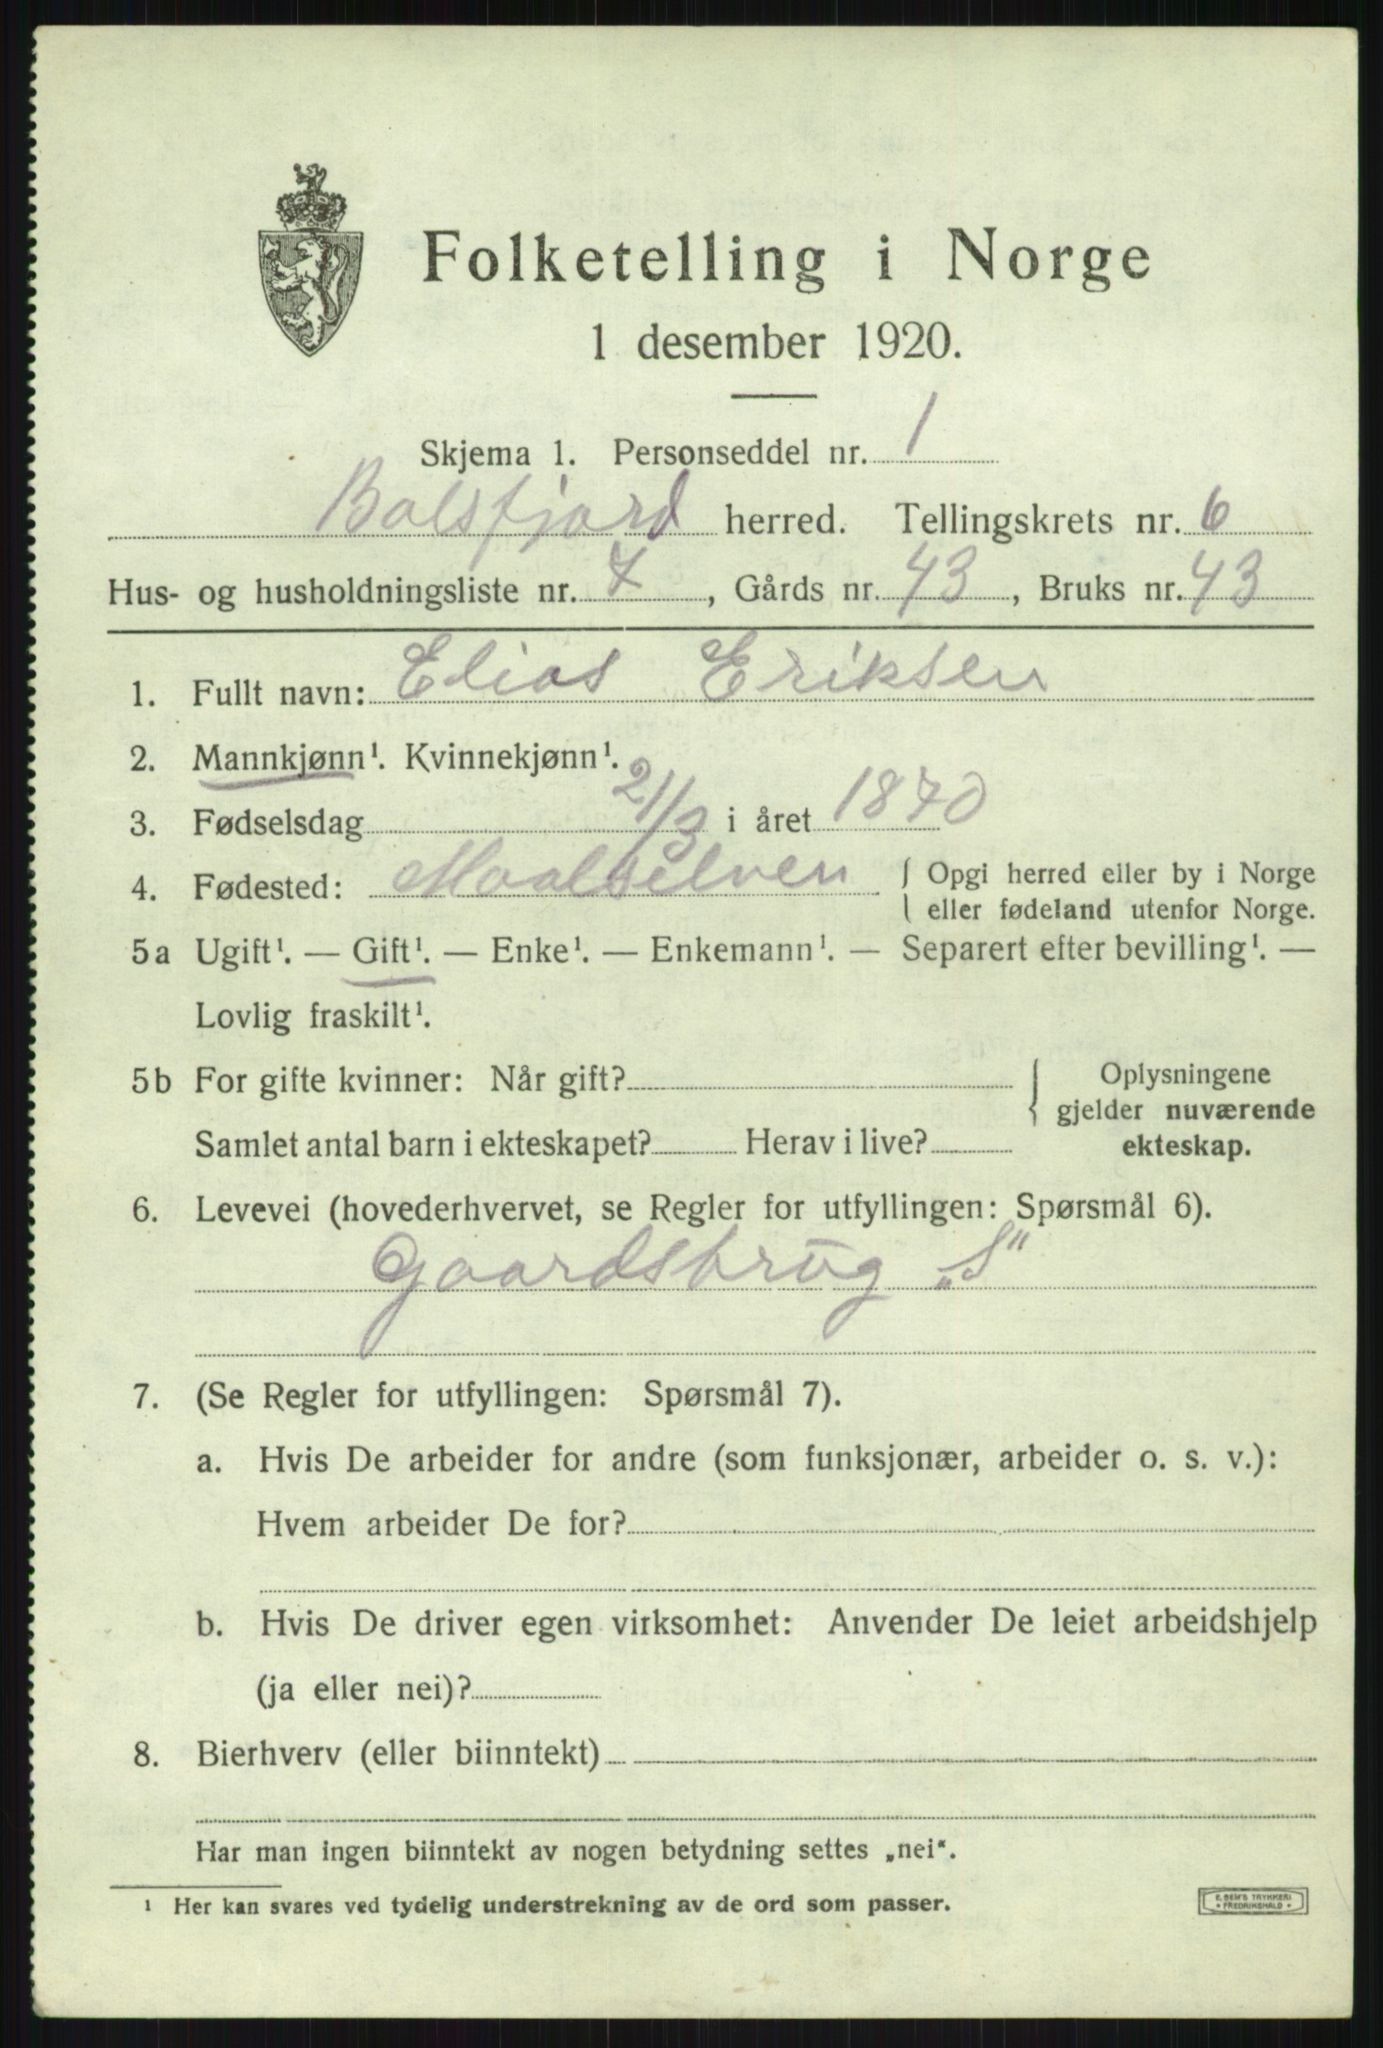 Folketelling i Norge
1 desember 1920.
Skjema 1. Personseddel nr. 1
Balsfjord herred. Tellingskrets nr. 6
Hus- og husholdningsliste nr. 7, Gårds nr. 43, Bruks nr. 43
1. Fullt navn: Elias Eriksen
2. Mannkjønn¹. Kvinnekjønn¹.
3. Fødselsdag 21/3 i året 1870
4. Fødested: Maalselven { Opgi herred eller by i Norge
eller fødeland utenfor Norge.
5a Ugift¹. — Gift¹. — Enke¹. — Enkemann¹. — Separert efter bevilling¹. —
Lovlig fraskilt¹.
5b For gifte kvinner: Når gift? { Oplysningene
gjelder nuværende
Samlet antal barn i ekteskapet? Herav i live? ekteskap.
6. Levevei (hovederhvervet, se Regler for utfyllingen: Spørsmål 6).
Gaardsbrug „S“
7. (Se Regler for utfyllingen: Spørsmål 7).
a. Hvis De arbeider for andre (som funksjonær, arbeider o. s. v.):
Hvem arbeider De for?
b. Hvis De driver egen virksomhet: Anvender De leiet arbeidshjelp
(ja eller nei)?
8. Bierhverv (eller biinntekt)
Har man ingen biinntekt av nogen betydning settes „nei“.
¹ Her kan svares ved tydelig understrekning av de ord som passer.
E. SEM'S TRYKKERI
* FREDRIKSHALD *